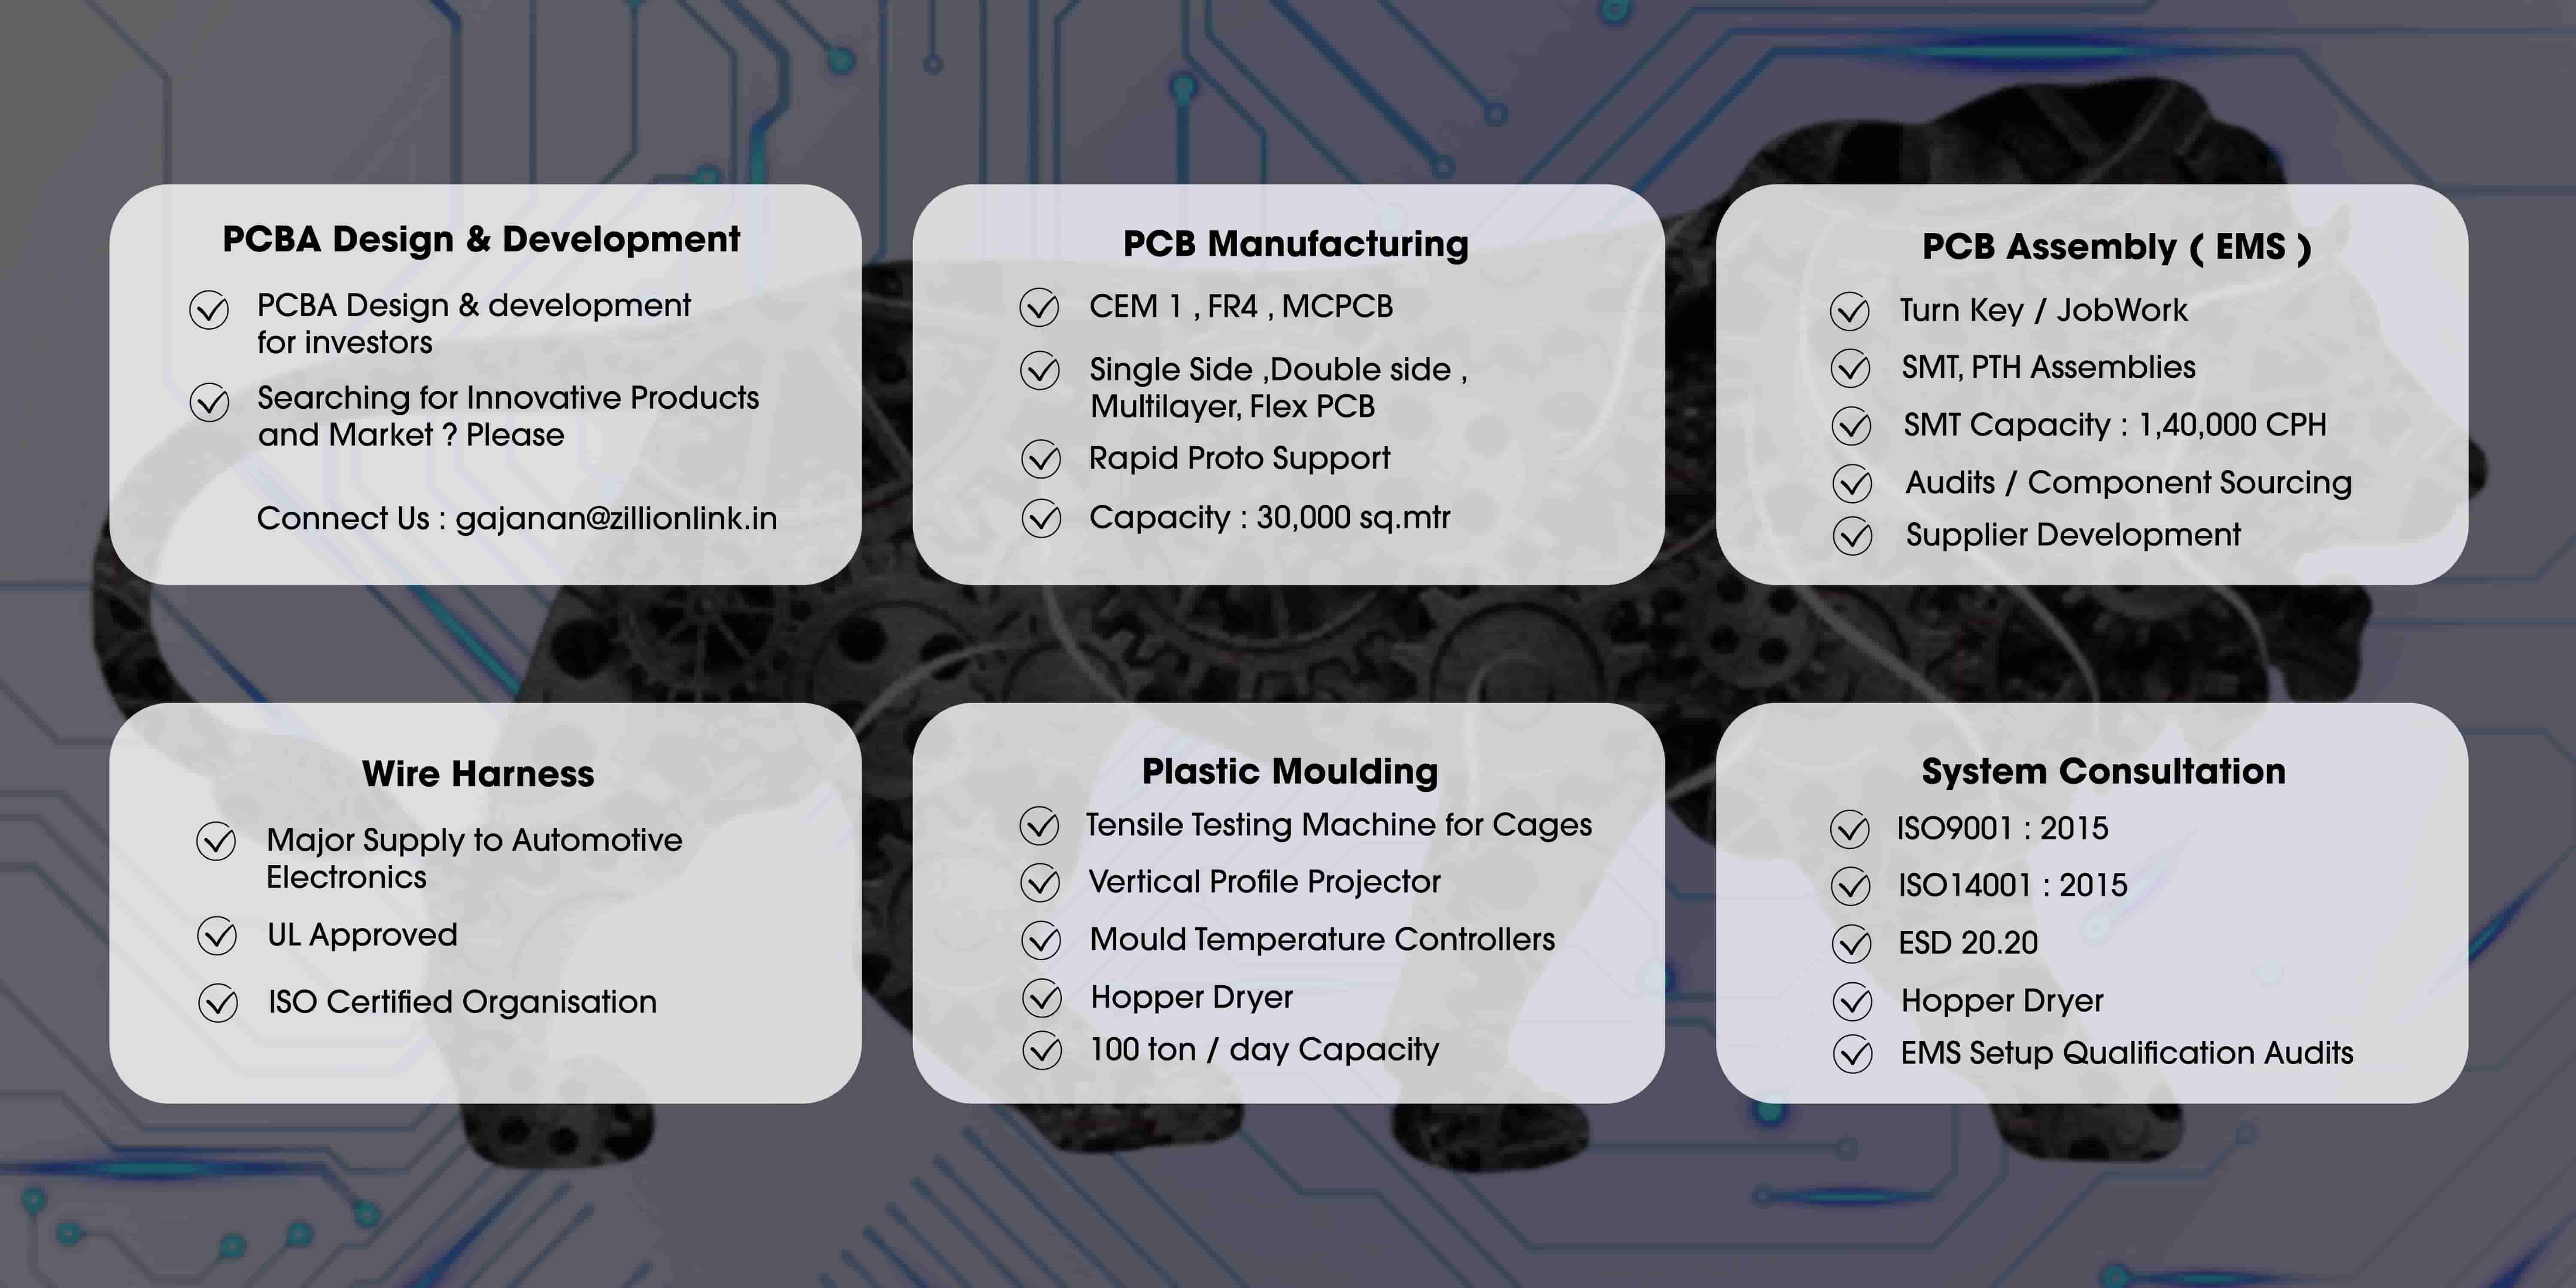 PCBA Design & Development
PCBA Design & development
for investors
Searching for Innovative Products
and Market ? Please
Connect Us : gajanan@zillionlink.in
PCB Manufacturing
CEM 1 , FR4 , MCPCB
Single Side ,Double side ,
Multilayer, Flex PCB
Rapid Proto Support
Capacity : 30,000 sq.mtr
PCB Assembly ( EMS )
Turn Key / JobWork
SMT, PTH Assemblies
SMT Capacity : 1,40,000 CPH
Audits / Component Sourcing
Supplier Development
Wire Harness
Major Supply to Automotive
Electronics
UL Approved
ISO Certified Organisation
Plastic Moulding
Tensile Testing Machine for Cages
Vertical Profile Projector
Mould Temperature Controllers
Hopper Dryer
100 ton / day Capacity
System Consultation
ISO9001 : 2015
ISO14001 : 2015
ESD 20.20
Hopper Dryer
EMS Setup Qualification Audits